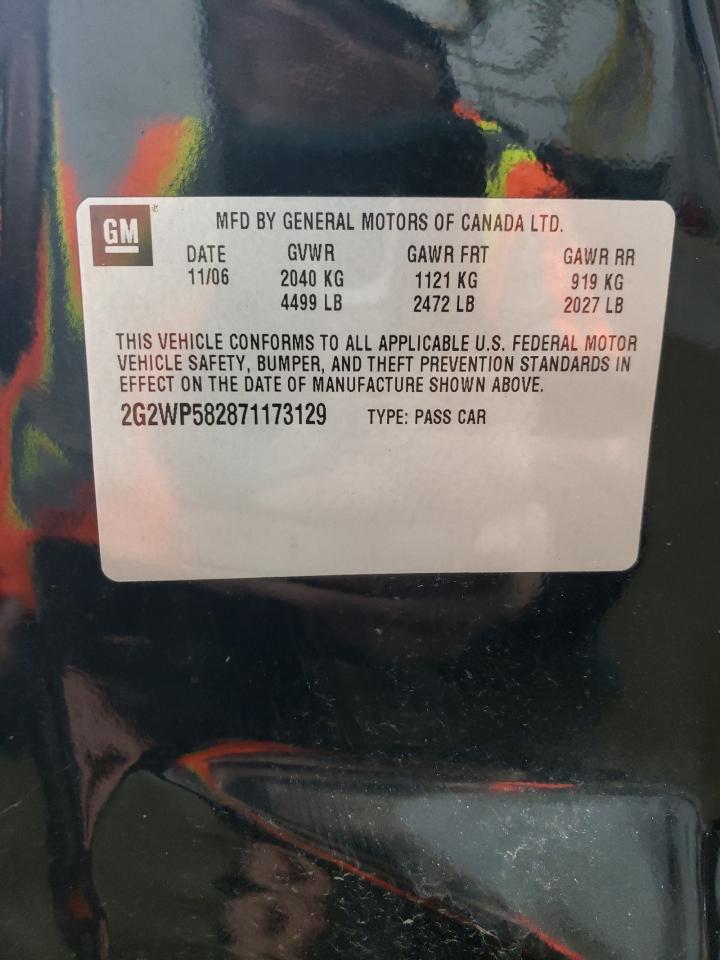 GM®
MFD BY GENERAL MOTORS OF CANADA LTD.
DATE GVWR GAWR FRT GAWR RR
11/06 2040 KG 1121 KG 919 KG
4499 LB 2472 LB 2027 LB
THIS VEHICLE CONFORMS TO ALL APPLICABLE U.S. FEDERAL MOTOR
VEHICLE SAFETY, BUMPER, AND THEFT PREVENTION STANDARDS IN
EFFECT ON THE DATE OF MANUFACTURE SHOWN ABOVE.
2G2WP582871173129 TYPE: PASS CAR